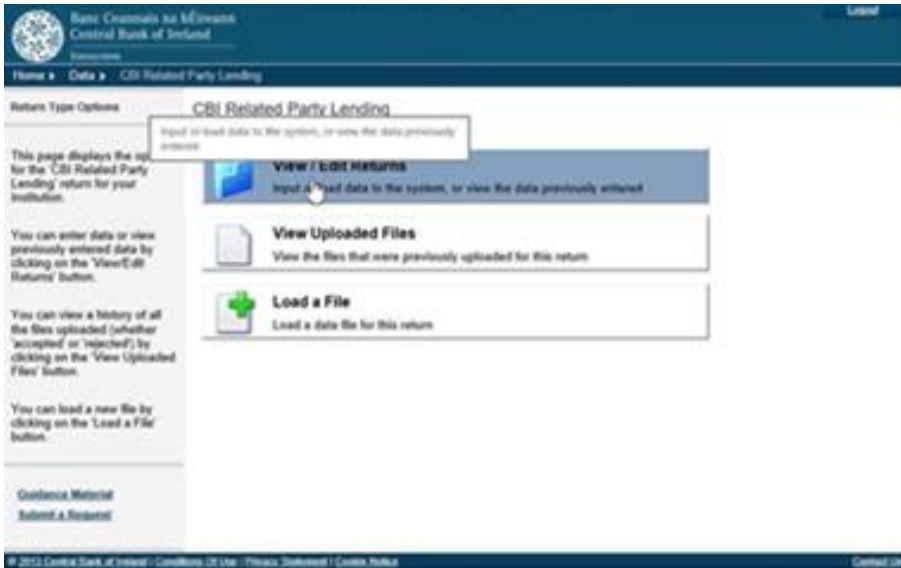 Banc Ceannais na hÉireann
Logout
Central Bank of Ireland
Eurosystem
Home Data CBI Related Party Lending
Return Type Options
CBI Related Party Lending
Input or load data to the system, or view the data previously
entered
This page displays the
for the 'CBI Related Party
Lending' return for your
Institution.
View / Edit Returns
Input load data to the system, or view the data previously entered
You can enter data or view
previously entered data by
clicking on the 'View/Edit
Returns' button.
View Uploaded Files
View the files that were previously uploaded for this return
You can view a history of all
the files uploaded (whether
'accepted' or 'rejected') by
clicking on the 'View Uploaded
Files' button.
Load a File
Load a data file for this return
You can load a new file by
clicking on the 'Load a File'
button.
Guidance Material
Submit a Request
© 2013 Central Bank of Ireland | Conditions Of Use | Privacy Statement | Cookie Notice
Contact Us